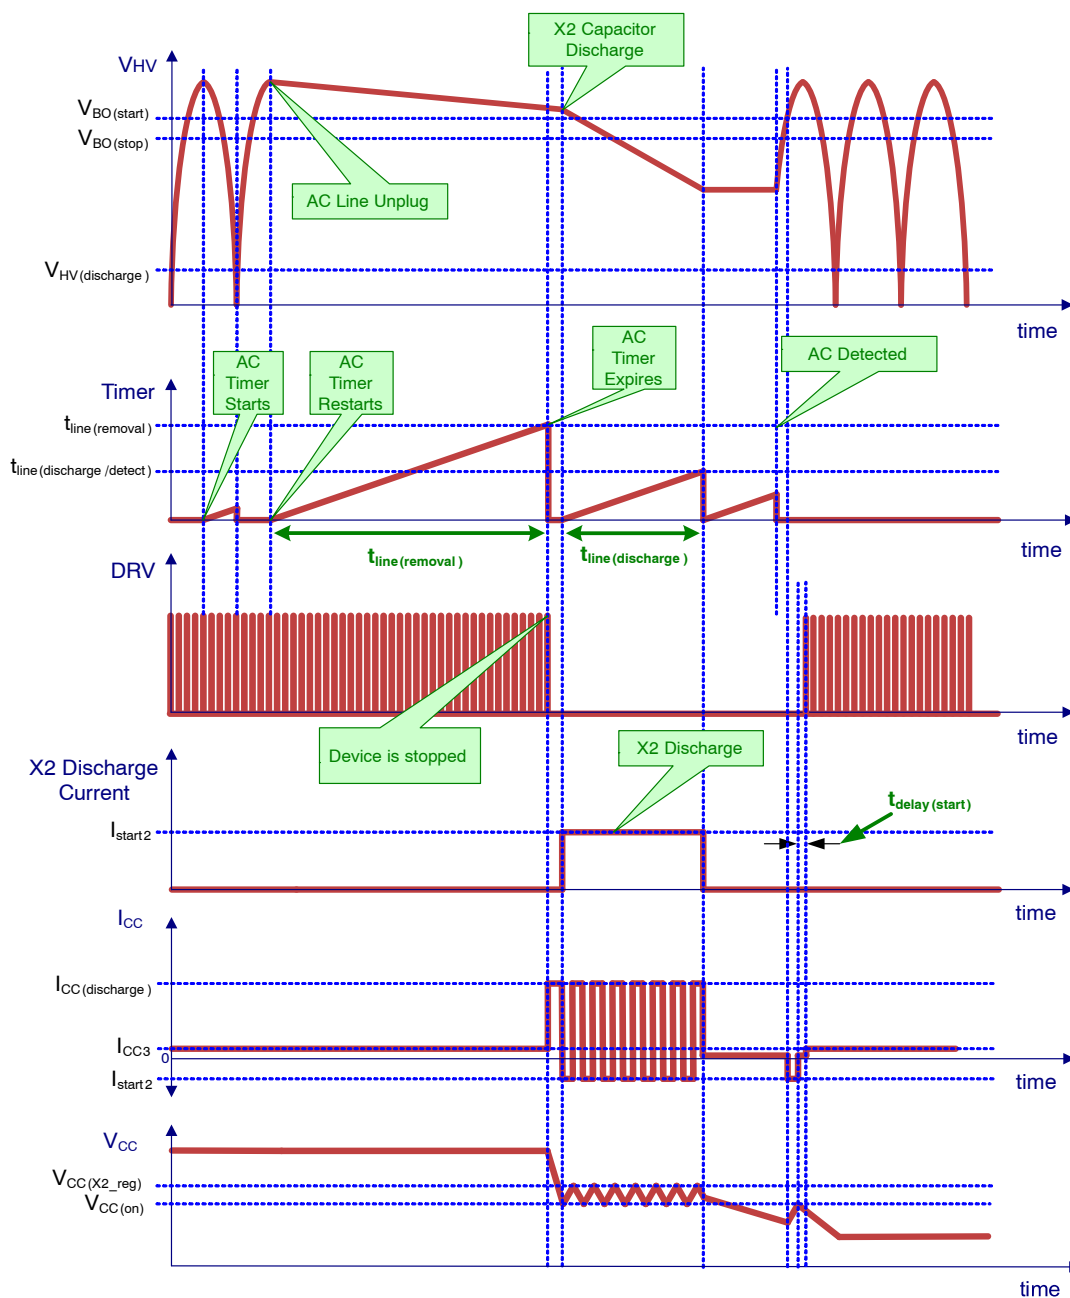 X2 Capacitor
Discharge
VHV
VBO(start)
VBO(stop)
AC Line Unplug
VHV(discharge)
time
AC
Timer
Starts
AC
Timer
Restarts
AC
Timer
Expires
AC Detected
Timer
tline(removal)
tline(discharge/detect)
time
tline(removal)
tline(discharge)
DRV
Device is stopped
time
X2 Discharge
X2 Discharge
Current
Istart2
tdelay(start)
time
ICC
ICC(discharge)
ICC3
0
Istart2
time
VCC
VCC(X2_reg)
VCC(on)
time